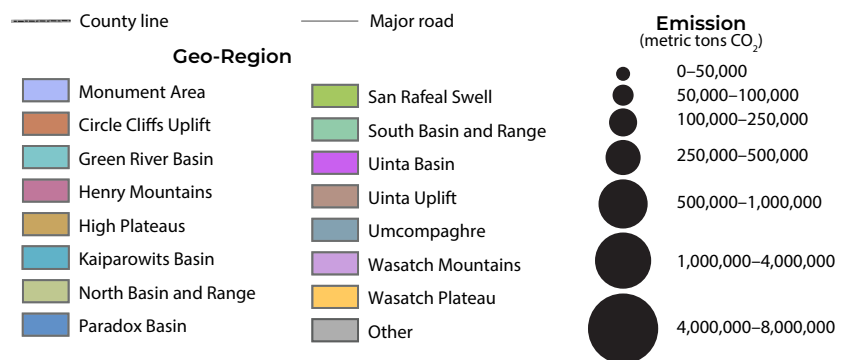 County line
Major road
Geo-Region
Monument Area
Circle Cliffs Uplift
Green River Basin
Henry Mountains
High Plateaus
Kaiparowits Basin
North Basin and Range
Paradox Basin
San Rafeal Swell
South Basin and Range
Uinta Basin
Uinta Uplift
Umcompaghre
Wasatch Mountains
Wasatch Plateau
Other
Emission
(metric tons CO₂)
0–50,000
50,000–100,000
100,000–250,000
250,000–500,000
500,000–1,000,000
1,000,000–4,000,000
4,000,000–8,000,000